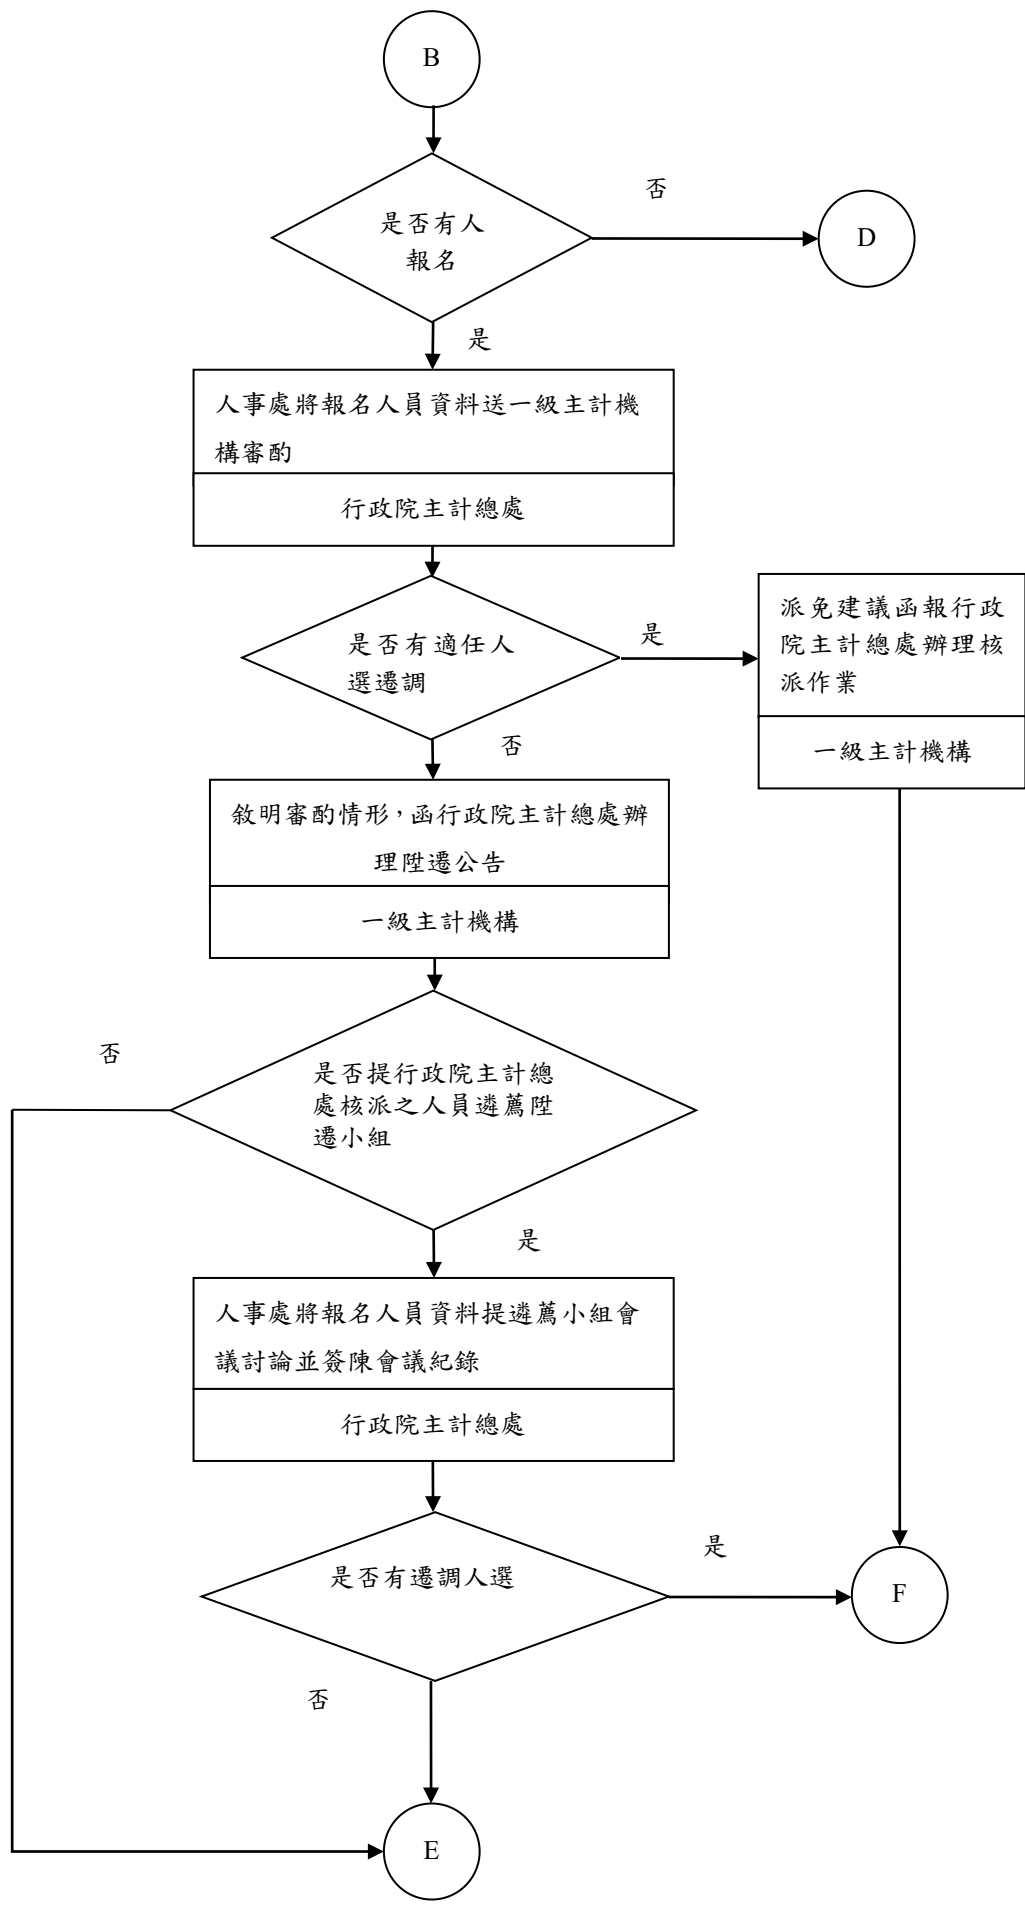 B
否
是否有人
報名
D
是
人事處將報名人員資料送一級主計機
構審酌
行政院主計總處
是否有適任人
選遷調
是
派免建議函報行政
院主計總處辦理核
派作業
一級主計機構
否
敘明審酌情形，函行政院主計總處辦
理陞遷公告
一級主計機構
否
是否提行政院主計總
處核派之人員遴薦陞
遷小組
是
人事處將報名人員資料提遴薦小組會
議討論並簽陳會議紀錄
行政院主計總處
是否有遷調人選
是
F
否
E